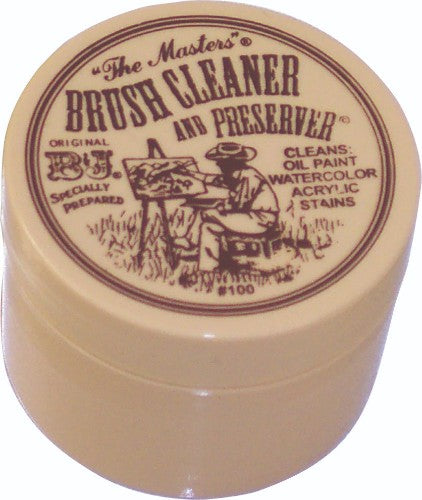 "The Masters"®
BRUSH CLEANER
AND PRESERVER©
ORIGINAL
B&J®
SPECIALLY
PREPARED
CLEANS:
OIL PAINT
WATERCOLOR
ACRYLIC
STAINS
#100